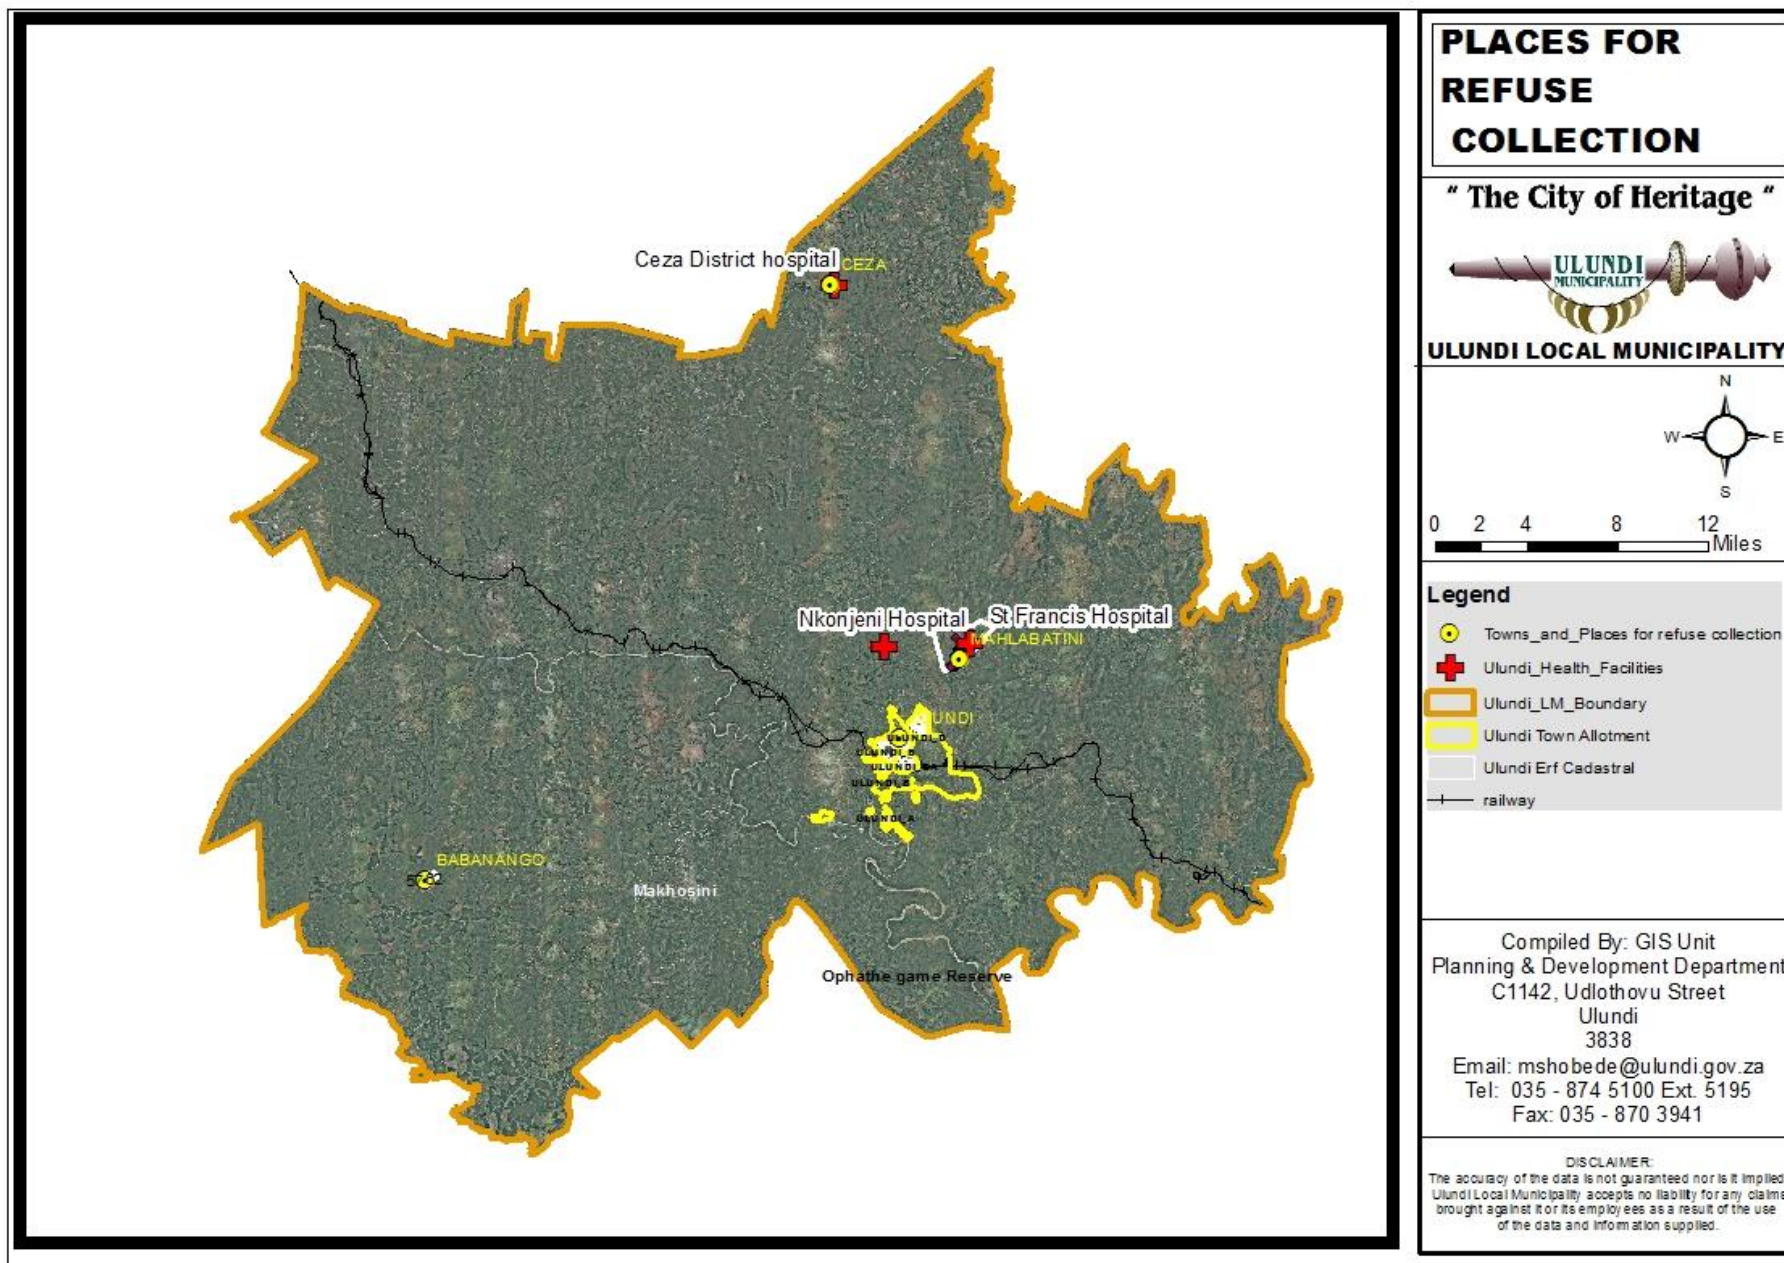 PLACES FOR
REFUSE
COLLECTION
" The City of Heritage "
ULUNDI
MUNICIPALITY
ULUNDI LOCAL MUNICIPALITY
N
W
E
S
0 2 4 8 12
Miles
Legend
Towns_and_Places for refuse collection
Ulundi_Health_Facilities
Ulundi_LM_Boundary
Ulundi Town Allotment
Ulundi Erf Cadastral
railway
Compiled By: GIS Unit
Planning & Development Department
C1142, Udlothovu Street
Ulundi
3838
Email: mshobede@ulundi.gov.za
Tel: 035 - 874 5100 Ext. 5195
Fax: 035 - 870 3941
DISCLAIMER:
The accuracy of the data is not guaranteed nor is it implied
Ulundi Local Municipality accepts no liability for any claims
brought against it or its employees as a result of the use
of the data and information supplied.
Ceza District hospital
CEZA
Nkonjeni Hospital
St Francis Hospital
MAHLABATINI
UNDI
ULUNDI_D
ULUNDI_B
ULUNDI_A
BABANANGO
Makhosini
Ophathe game Reserve